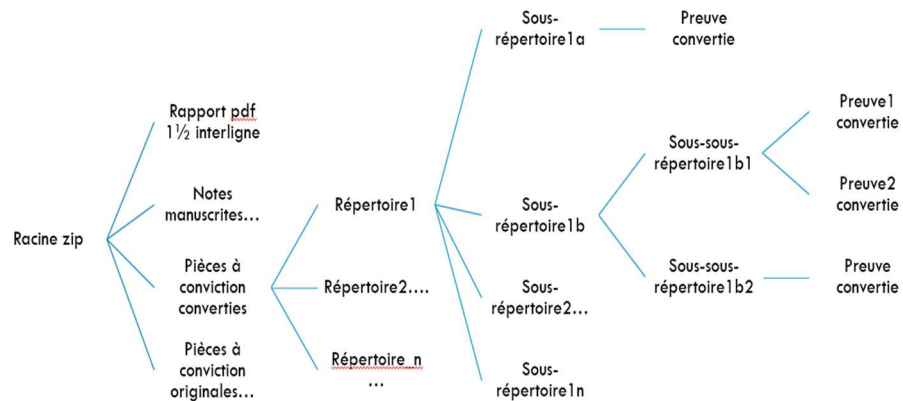 Racine zip
Rapport pdf
1½ interligne
Notes
manuscrites…
Pièces à
conviction
converties
Pièces à
conviction
originales…
Répertoire1
Répertoire2….
Répertoire_n
…
Sous-
répertoire1a
Sous-
répertoire1b
Sous-
répertoire2…
Sous-
répertoire1n
Preuve
convertie
Sous-sous-
répertoire1b1
Sous-sous-
répertoire1b2
Preuve1
convertie
Preuve2
convertie
Preuve
convertie